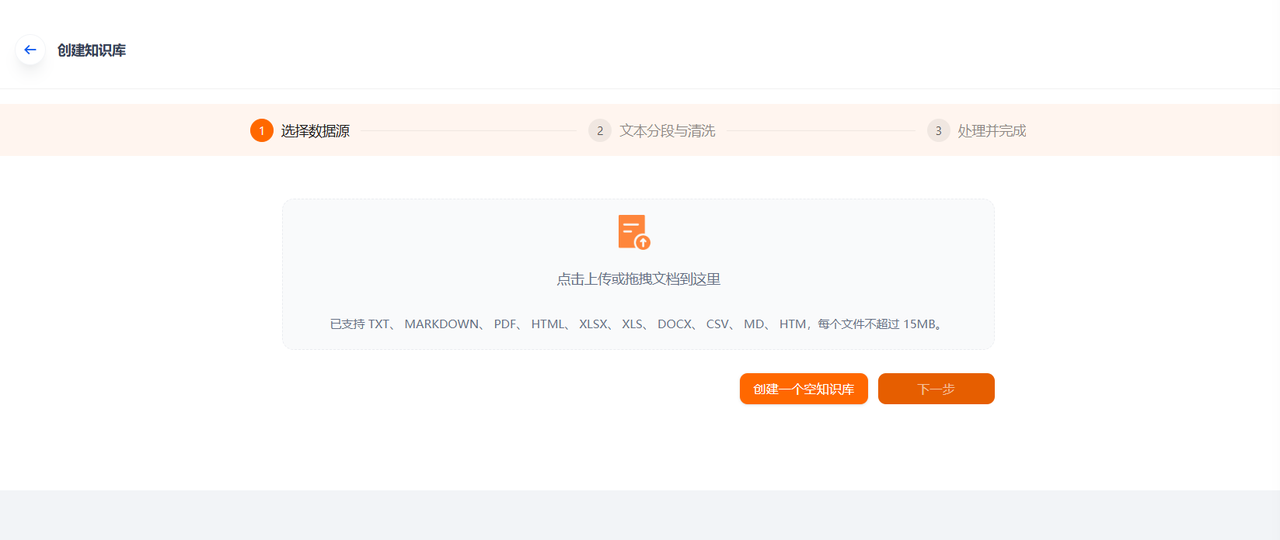 创建知识库
1 选择数据源 2 文本分段与清洗 3 处理并完成
点击上传或拖拽文档到这里
已支持 TXT、 MARKDOWN、 PDF、 HTML、 XLSX、 XLS、 DOCX、 CSV、 MD、 HTM，每个文件不超过 15MB。
创建一个空知识库 下一步